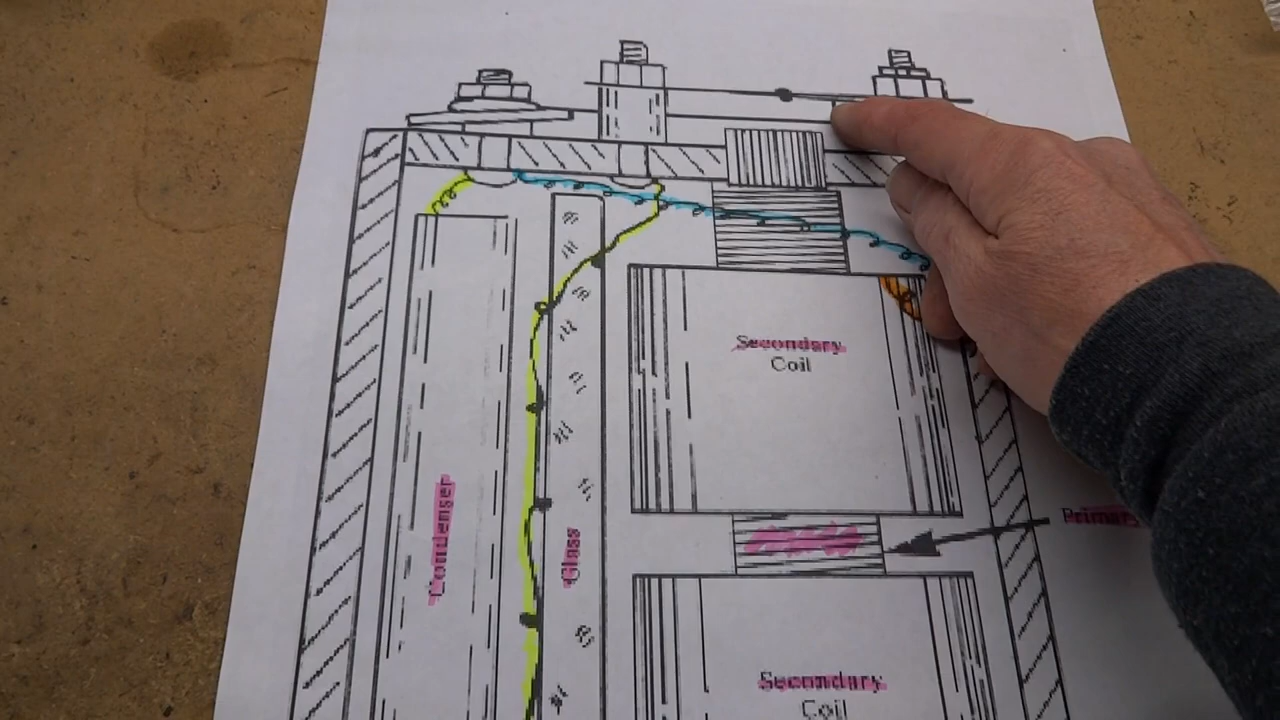 Secondary
Coil
Condenser
Glass
Primary
Secondary
Coil